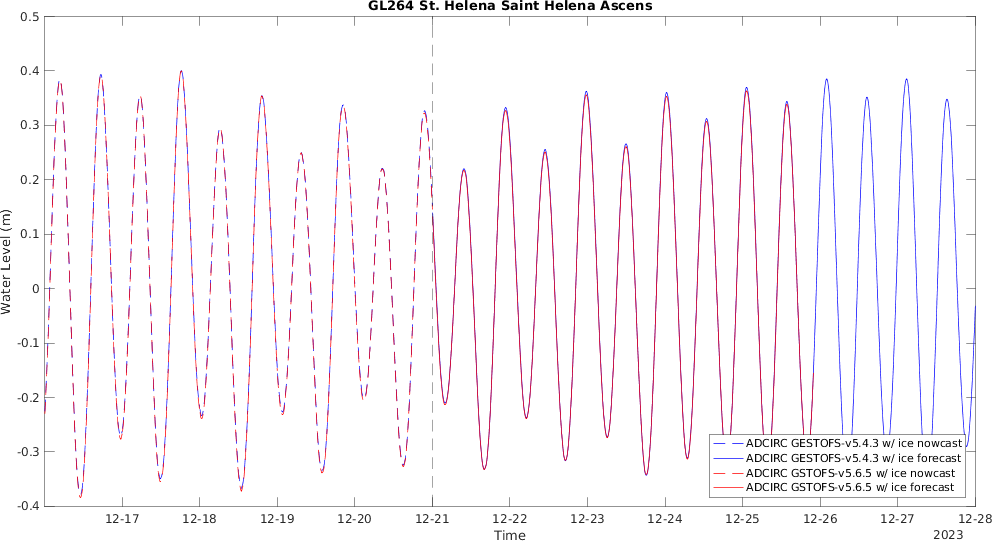 GL264 St. Helena Saint Helena Ascens
0.5
0.4
0.3
0.2
0.1
0
-0.1
-0.2
-0.3
-0.4
Water Level (m)
ADCIRC GESTOFS-v5.4.3 w/ ice nowcast
ADCIRC GESTOFS-v5.4.3 w/ ice forecast
ADCIRC GSTOFS-v5.6.5 w/ ice nowcast
ADCIRC GSTOFS-v5.6.5 w/ ice forecast
12-17 12-18 12-19 12-20 12-21 12-22 12-23 12-24 12-25 12-26 12-27 12-28
Time 2023